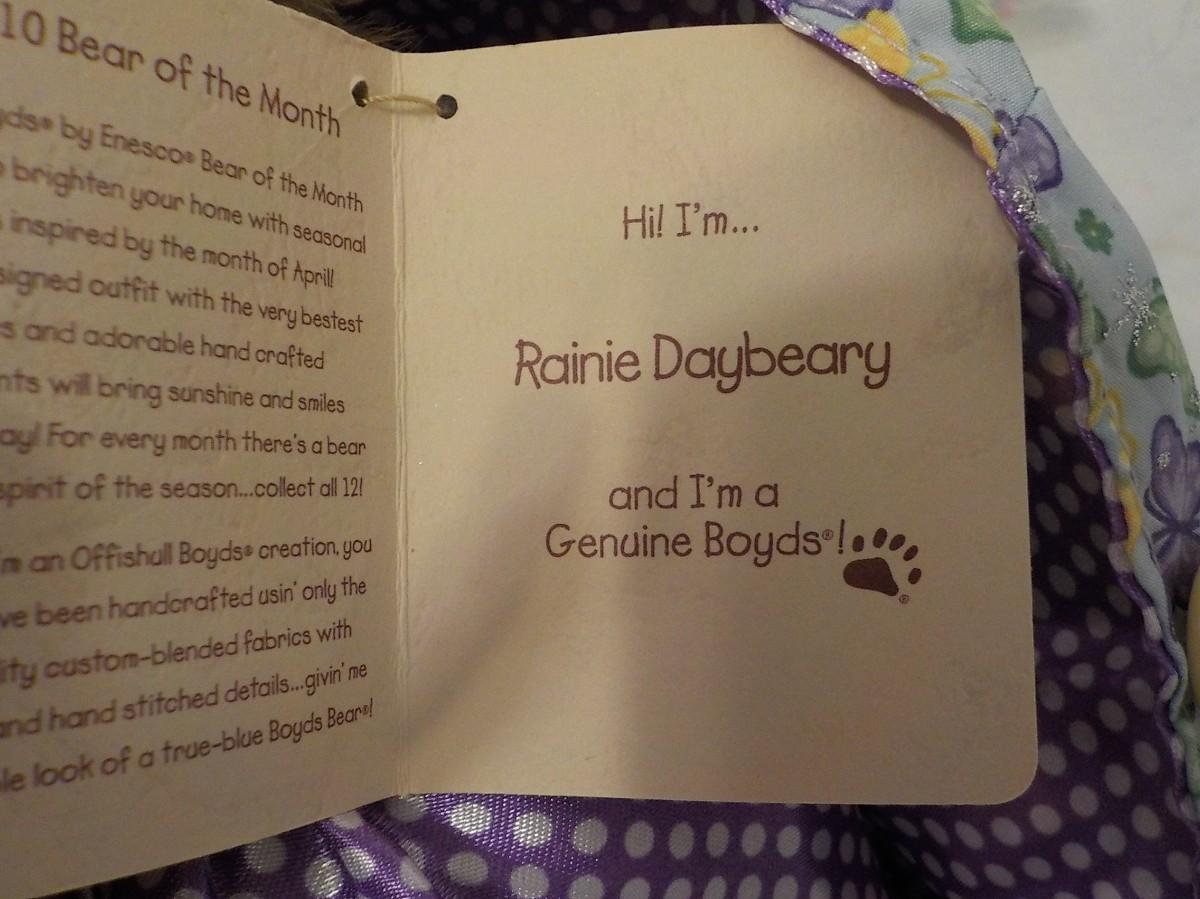 10 Bear of the Month
by Enesco® Bear of the Month
brighten your home with seasonal
inspired by the month of April!
outfit with the very bestest
and adorable hand crafted
will bring sunshine and smiles
For every month there's a bear
spirit of the season...collect all 12!
an Offishull Boyds® creation, you
been handcrafted usin' only the
custom-blended fabrics with
and hand stitched details...givin' me
look of a true-blue Boyds Bear®!
Hi! I'm...
Rainie Daybeary
and I'm a
Genuine Boyds®!
®